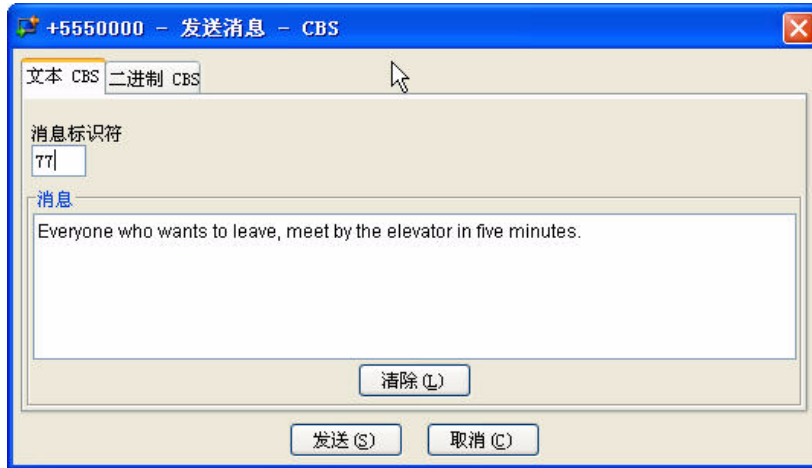 +5550000 - 发送消息 - CBS
文本 CBS 二进制 CBS
消息标识符
77
消息
Everyone who wants to leave, meet by the elevator in five minutes.
清除(L)
发送(S) 取消(C)